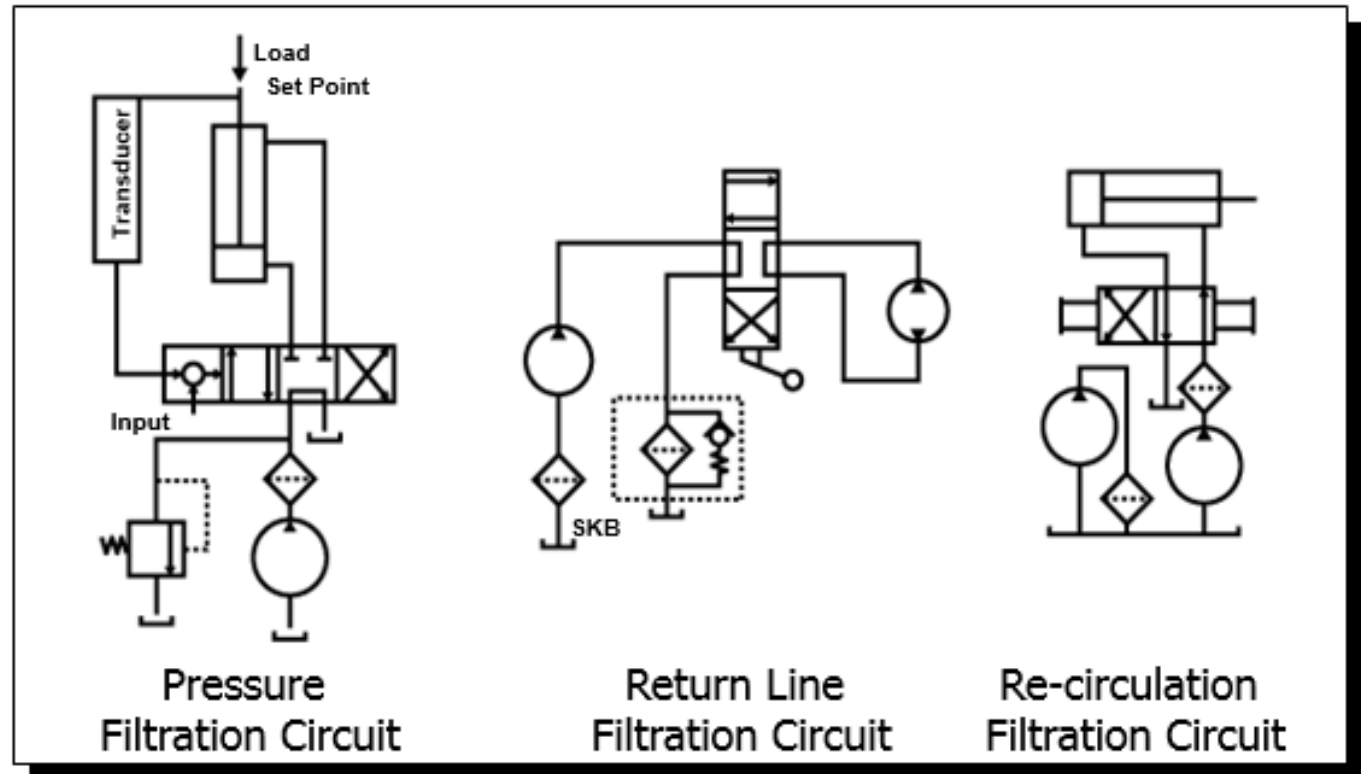 Load
Set Point
Transducer
Input
SKB
Pressure
Filtration Circuit
Return Line
Filtration Circuit
Re-circulation
Filtration Circuit